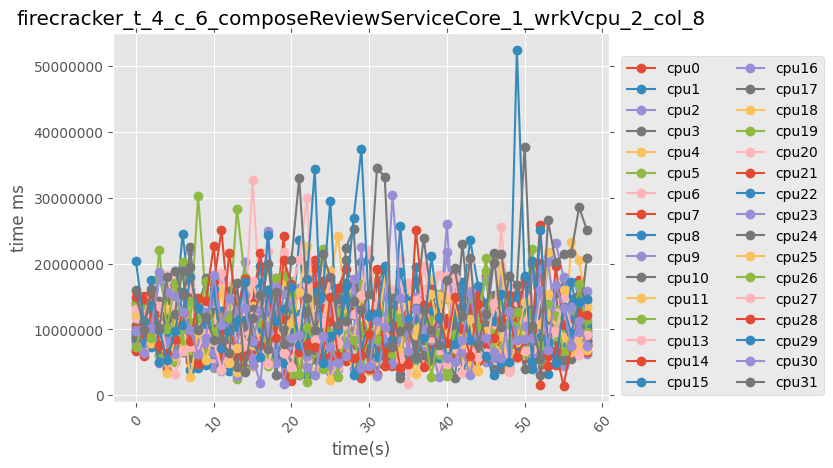 firecracker_t_4_c_6_composeReviewServiceCore_1_wrkVcpu_2_col_8
time ms
50000000
40000000
30000000
20000000
10000000
0
0
10
20
30
40
50
60
time(s)
cpu0
cpu1
cpu2
cpu3
cpu4
cpu5
cpu6
cpu7
cpu8
cpu9
cpu10
cpu11
cpu12
cpu13
cpu14
cpu15
cpu16
cpu17
cpu18
cpu19
cpu20
cpu21
cpu22
cpu23
cpu24
cpu25
cpu26
cpu27
cpu28
cpu29
cpu30
cpu31